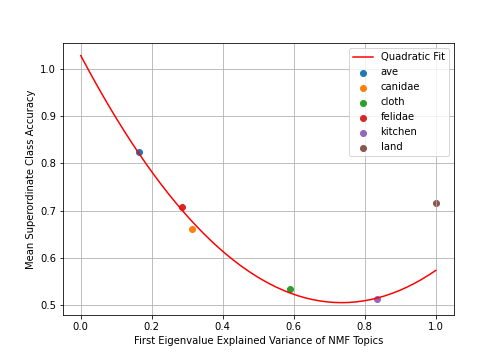 Quadratic Fit
ave
canidae
cloth
felidae
kitchen
land
1.0
0.9
0.8
0.7
0.6
0.5
Mean Superordinate Class Accuracy
0.0 0.2 0.4 0.6 0.8 1.0
First Eigenvalue Explained Variance of NMF Topics